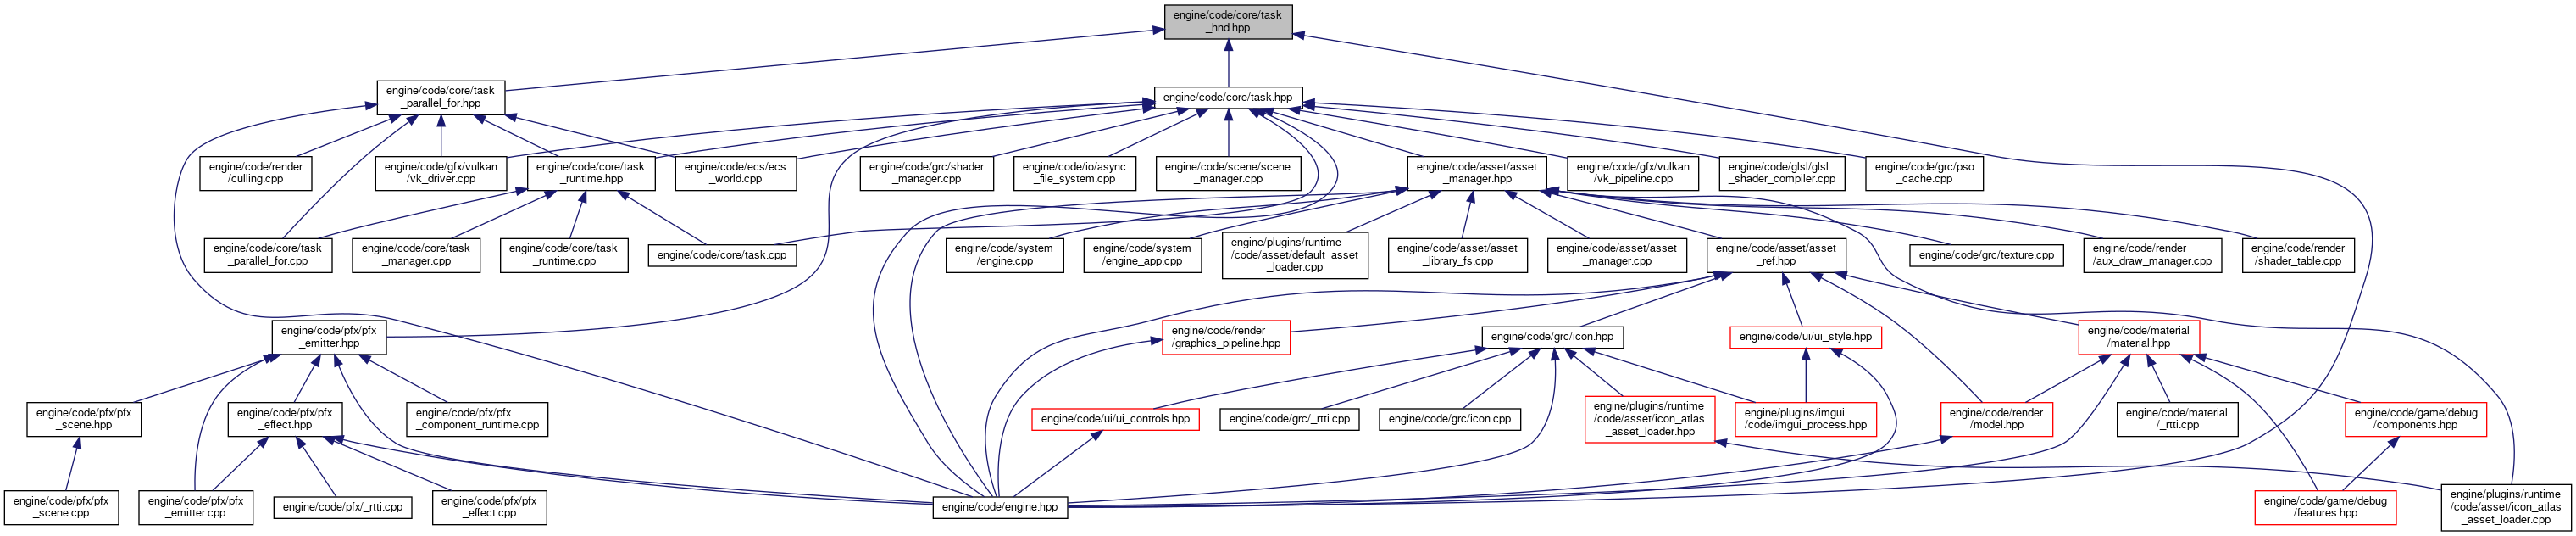 engine/code/core/task
_hnd.hpp
engine/code/core/task
_parallel_for.hpp
engine/code/core/task.hpp
engine/code/render
/culling.cpp
engine/code/gfx/vulkan
/vk_driver.cpp
engine/code/core/task
_runtime.hpp
engine/code/ecs/ecs
_world.cpp
engine/code/grc/shader
_manager.cpp
engine/code/io/async
_file_system.cpp
engine/code/scene/scene
_manager.cpp
engine/code/asset/asset
_manager.hpp
engine/code/gfx/vulkan
/vk_pipeline.cpp
engine/code/glsl/glsl
_shader_compiler.cpp
engine/code/grc/pso
_cache.cpp
engine/code/core/task
_parallel_for.cpp
engine/code/core/task
_manager.cpp
engine/code/core/task
_runtime.cpp
engine/code/core/task.cpp
engine/code/system
/engine.cpp
engine/code/system
/engine_app.cpp
engine/plugins/runtime
/code/asset/default_asset
_loader.cpp
engine/code/asset/asset
_library_fs.cpp
engine/code/asset/asset
_manager.cpp
engine/code/asset/asset
_ref.hpp
engine/code/grc/texture.cpp
engine/code/render
/aux_draw_manager.cpp
engine/code/render
/shader_table.cpp
engine/code/pfx/pfx
_emitter.hpp
engine/code/render
/graphics_pipeline.hpp
engine/code/grc/icon.hpp
engine/code/ui/ui_style.hpp
engine/code/material
/material.hpp
engine/code/pfx/pfx
_scene.hpp
engine/code/pfx/pfx
_effect.hpp
engine/code/pfx/pfx
_component_runtime.cpp
engine/code/ui/ui_controls.hpp
engine/code/grc/_rtti.cpp
engine/code/grc/icon.cpp
engine/plugins/runtime
/code/asset/icon_atlas
_asset_loader.hpp
engine/plugins/imgui
/code/imgui_process.hpp
engine/code/render
/model.hpp
engine/code/material
/_rtti.cpp
engine/code/game/debug
/components.hpp
engine/code/pfx/pfx
_scene.cpp
engine/code/pfx/pfx
_emitter.cpp
engine/code/pfx/_rtti.cpp
engine/code/pfx/pfx
_effect.cpp
engine/code/engine.hpp
engine/code/game/debug
/features.hpp
engine/plugins/runtime
/code/asset/icon_atlas
_asset_loader.cpp